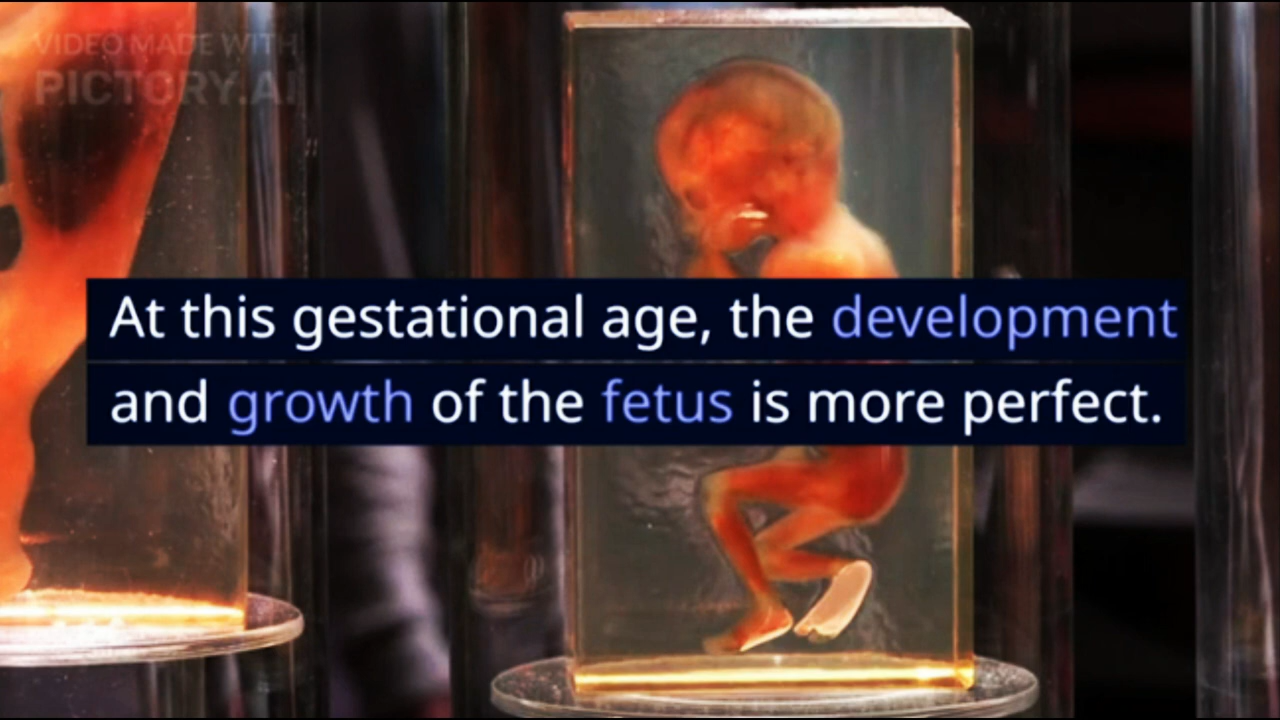 VIDEO MADE WITH
PICTORY.AI
At this gestational age, the development
and growth of the fetus is more perfect.